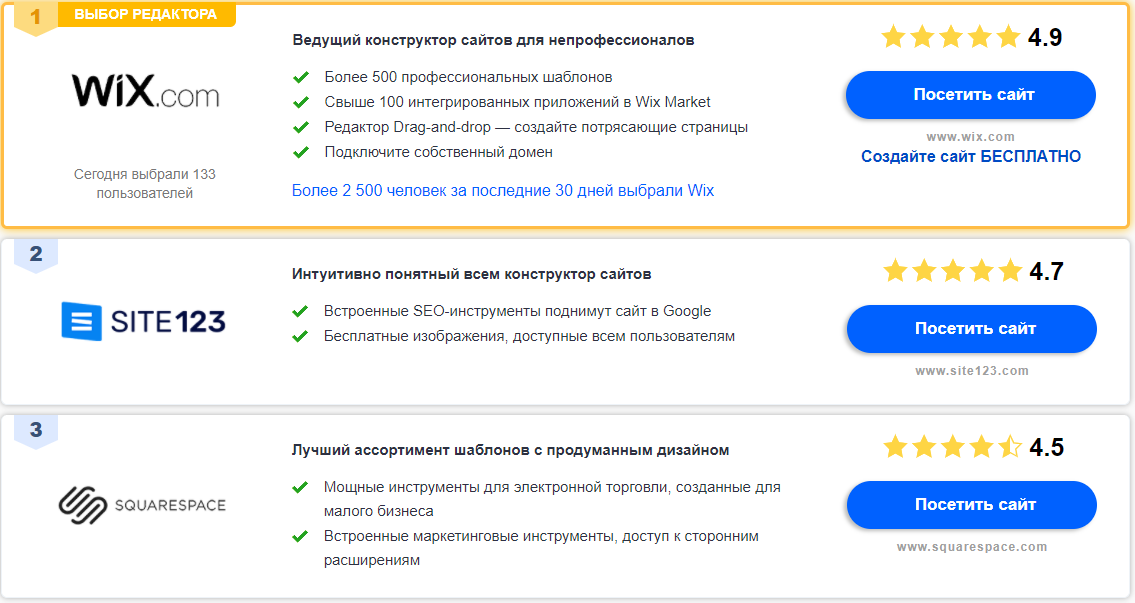 1
ВЫБОР РЕДАКТОРА
WiX.com
Сегодня выбрали 133
пользователей
Ведущий конструктор сайтов для непрофессионалов
Более 500 профессиональных шаблонов
Свыше 100 интегрированных приложений в Wix Market
Редактор Drag-and-drop — создайте потрясающие страницы
Подключите собственный домен
Более 2 500 человек за последние 30 дней выбрали Wix
4.9
Посетить сайт
www.wix.com
Создайте сайт БЕСПЛАТНО
2
SITE123
Интуитивно понятный всем конструктор сайтов
Встроенные SEO-инструменты поднимут сайт в Google
Бесплатные изображения, доступные всем пользователям
4.7
Посетить сайт
www.site123.com
3
SQUARESPACE
Лучший ассортимент шаблонов с продуманным дизайном
Мощные инструменты для электронной торговли, созданные для
малого бизнеса
Встроенные маркетинговые инструменты, доступ к сторонним
расширениям
4.5
Посетить сайт
www.squarespace.com